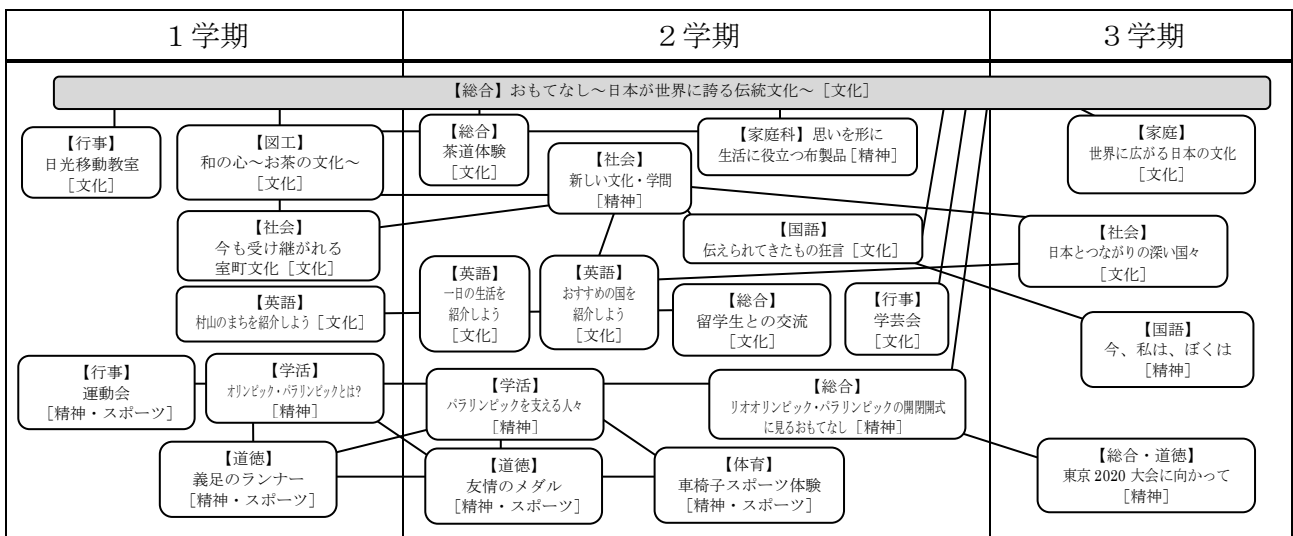 １学期
２学期
３学期
【総合】おもてなし～日本が世界に誇る伝統文化～［文化］
【行事】
日光移動教室
［文化］
【図工】
和の心～お茶の文化～
［文化］
【総合】
茶道体験
［文化］
【社会】
新しい文化・学問
［精神］
【家庭科】思いを形に
生活に役立つ布製品［精神］
【家庭】
世界に広がる日本の文化
［文化］
【社会】
今も受け継がれる
室町文化［文化］
【国語】
伝えられてきたもの狂言［文化］
【社会】
日本とつながりの深い国々
［文化］
【英語】
村山のまちを紹介しよう［文化］
【英語】
一日の生活を
紹介しよう
［文化］
【英語】
おすすめの国を
紹介しよう
［文化］
【総合】
留学生との交流
［文化］
【行事】
学芸会
［文化］
【国語】
今、私は、ぼくは
［精神］
【行事】
運動会
［精神・スポーツ］
【学活】
オリンピック・パラリンピックとは?
［精神］
【学活】
パラリンピックを支える人々
［精神］
【総合】
リオオリンピック・パラリンピックの開閉開式
に見るおもてなし［精神］
【道徳】
義足のランナー
［精神・スポーツ］
【道徳】
友情のメダル
［精神・スポーツ］
【体育】
車椅子スポーツ体験
［精神・スポーツ］
【総合・道徳】
東京 2020 大会に向かって
［精神］